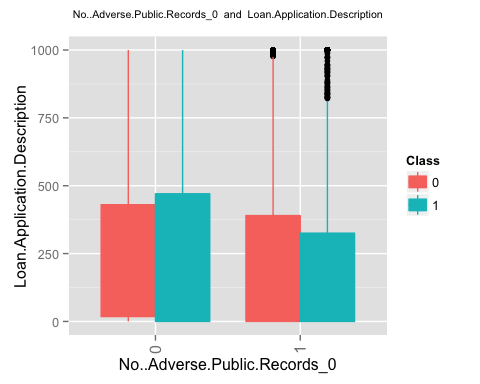 No..Adverse.Public.Records_0 and Loan.Application.Description
1000
750
500
250
0
Loan.Application.Description
0
1
No..Adverse.Public.Records_0
Class
0
1